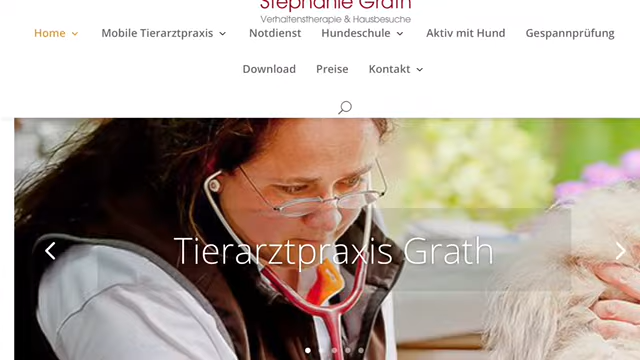 Stephanie Grath
Verhaltenstherapie & Hausbesuche
Home Mobile Tierarztpraxis Notdienst Hundeschule Aktiv mit Hund Gespannprüfung
Download Preise Kontakt
Tierarztpraxis Grath